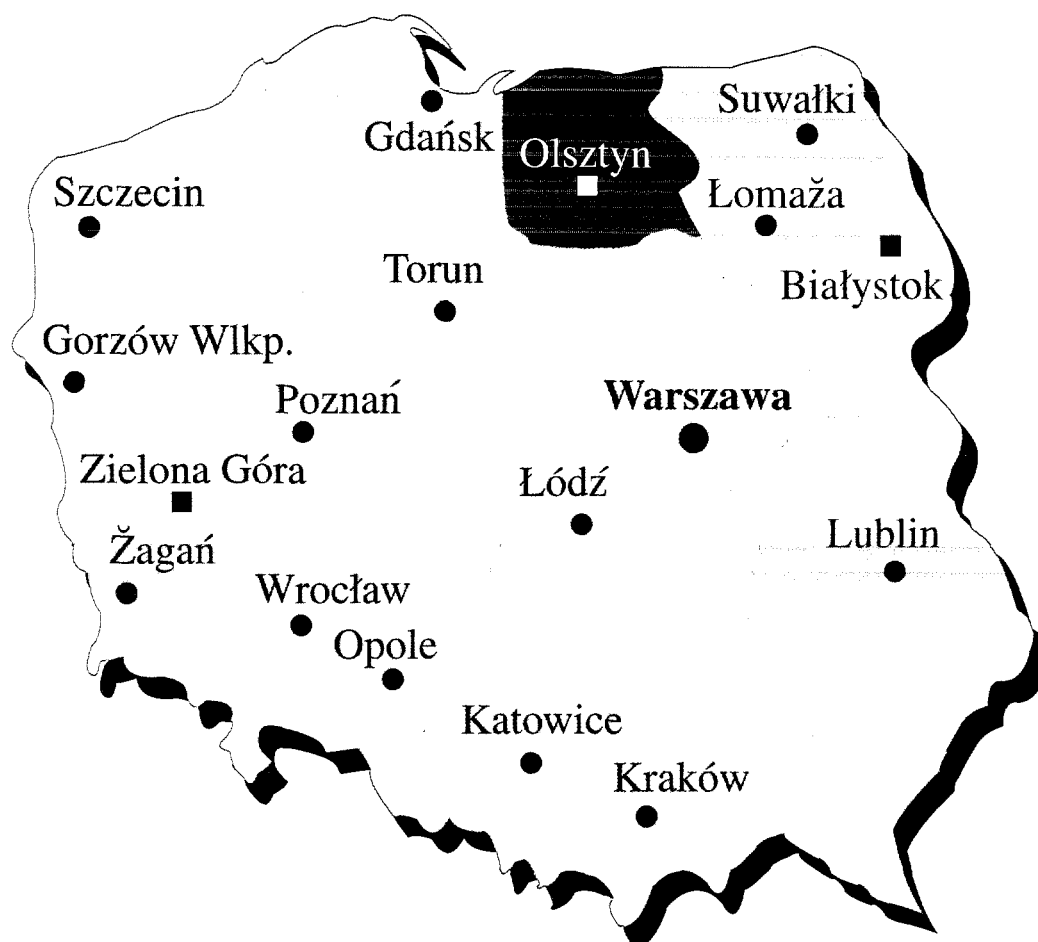 Suwałki
Gdańsk
Olsztyn
Szczecin
Łomaža
Torun
Białystok
Gorzów Wlkp.
Poznań
Warszawa
Zielona Góra
Łódź
Žagań
Lublin
Wrocław
Opole
Katowice
Kraków